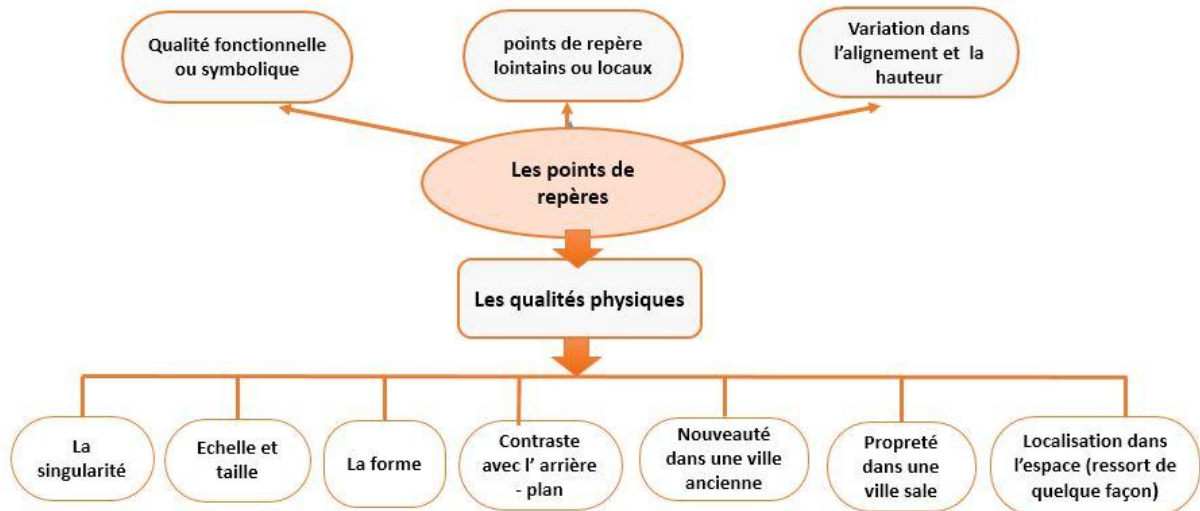 Qualité fonctionnelle
ou symbolique
points de repère
lointains ou locaux
Variation dans
l'alignement et la
hauteur
Les points de
repères
Les qualités physiques
La
singularité
Echelle et
taille
La forme
Contraste
avec l' arrière
- plan
Nouveauté
dans une ville
ancienne
Propreté
dans une
ville sale
Localisation dans
l'espace (ressort de
quelque façon)